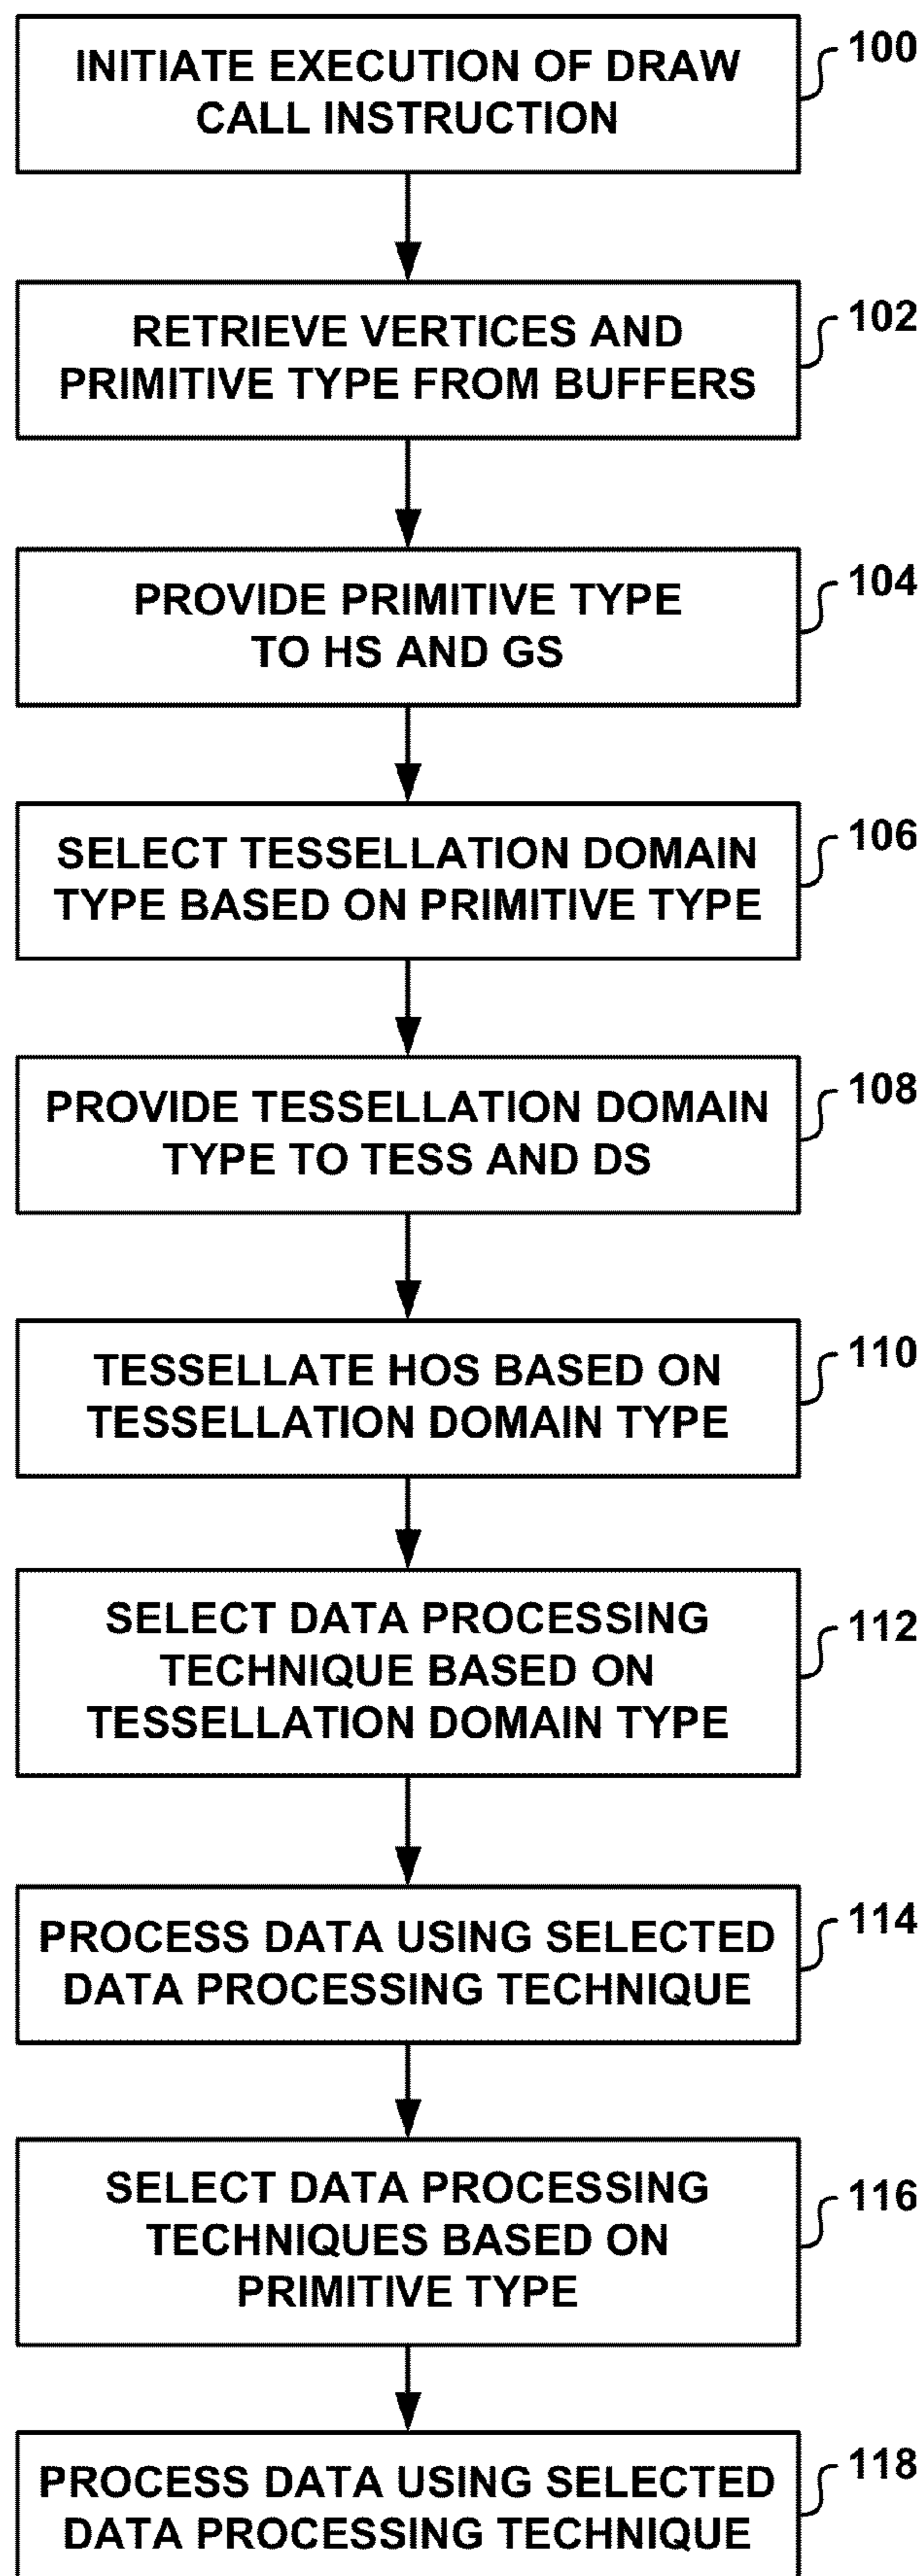 INITIATE EXECUTION OF DRAW
CALL INSTRUCTION
100
RETRIEVE VERTICES AND
PRIMITIVE TYPE FROM BUFFERS
102
PROVIDE PRIMITIVE TYPE
TO HS AND GS
104
SELECT TESSELLATION DOMAIN
TYPE BASED ON PRIMITIVE TYPE
106
PROVIDE TESSELLATION DOMAIN
TYPE TO TESS AND DS
108
TESSELLATE HOS BASED ON
TESSELLATION DOMAIN TYPE
110
SELECT DATA PROCESSING
TECHNIQUE BASED ON
TESSELLATION DOMAIN TYPE
112
PROCESS DATA USING SELECTED
DATA PROCESSING TECHNIQUE
114
SELECT DATA PROCESSING
TECHNIQUES BASED ON
PRIMITIVE TYPE
116
PROCESS DATA USING SELECTED
DATA PROCESSING TECHNIQUE
118